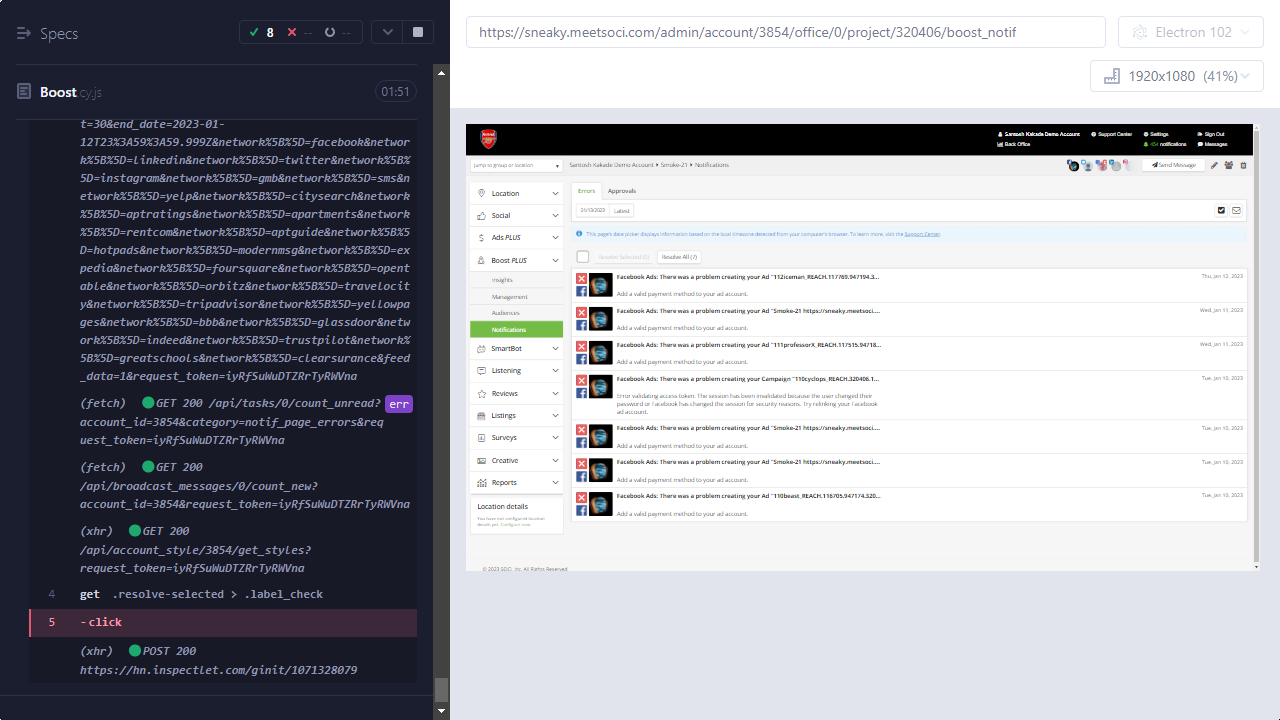 Specs
8
--
--
Boost.cy.js
01:51
t=30&end_date=2023-01-
12T23%3A59%3A59.999Z&network%5B%5D=facebook&networ
k%5B%5D=linkedin&network%5B%5D=twitter&network%5B%
5D=instagram&network%5B%5D=gmb&network%5B%5D=sms&n
etwork%5B%5D=yelp&network%5B%5D=citysearch&network
%5B%5D=aptratings&network%5B%5D=apartments&network
%5B%5D=rentcom&network%5B%5D=aptguide&network%5B%5
D=rentpadsnetwork%5B%5D=modernmsg&network%5B%5D=ex
pedia&network%5B%5D=foursquare&network%5B%5D=opent
able&network%5B%5D=orbitz&network%5B%5D=travelocit
y&network%5B%5D=tripadvisor&network%5B%5D=yellowpa
ges&network%5B%5D=bbb&network%5B%5D=glassdoor&netw
ork%5B%5D=indeed&network%5B%5D=trustpilot&network%
5B%5D=greatschools&network%5B%5D=clearsurance&feed
_data=1&request_token=iyRfSuWuDTZRrTyRWVna
(fetch) GET 200 /api/tasks/0/count_unread? err
account_id=3854&category=notif_page_errors&req
uest_token=iyRfSuWuDTZRrTyRWVna
(fetch) GET 200
/api/broadcast_messages/0/count_new?
account_id=3854&request_token=iyRfSuWuDTZRrTyRWVna
(xhr) GET 200
/api/account_style/3854/get_styles?
request_token=iyRfSuWuDTZRrTyRWVna
4 get .resolve-selected > .label_check
5 -click
(xhr) POST 200
https://hn.inspectlet.com/ginit/1071328079
https://sneaky.meetsoci.com/admin/account/3854/office/0/project/320406/boost_notif
Electron 102
1920x1080 (41%)
Santosh Kakade Demo Account
Support Center
Settings
Sign Out
Back Office
454 notifications
Messages
Jump to group or location
Santosh Kakade Demo Account
Smoke-21
Notifications
Send Message
Location
Social
Ads PLUS
Boost PLUS
Insights
Management
Audiences
Notifications
SmartBot
Listening
Reviews
Listings
Surveys
Creative
Reports
Location details
You have not configured location
details yet. Configure now.
Errors
Approvals
01/13/2023
Latest
This page's date picker displays information based on the local timezone detected from your computer's browser. To learn more, visit the Support Center.
Resolve Selected (0)
Resolve All (7)
Facebook Ads: There was a problem creating your Ad "112iceman_REACH.117769.947194.3...
Thu, Jan 12, 2023
Add a valid payment method to your ad account.
Facebook Ads: There was a problem creating your Ad "Smoke-21 https://sneaky.meetsoci....
Wed, Jan 11, 2023
Add a valid payment method to your ad account.
Facebook Ads: There was a problem creating your Ad "111professorX_REACH.117515.94718...
Wed, Jan 11, 2023
Add a valid payment method to your ad account.
Facebook Ads: There was a problem creating your Campaign "110cyclops_REACH.320406.1...
Tue, Jan 10, 2023
Error validating access token: The session has been invalidated because the user changed their
password or Facebook has changed the session for security reasons. Try relinking your Facebook
ad account.
Facebook Ads: There was a problem creating your Ad "Smoke-21 https://sneaky.meetsoci....
Tue, Jan 10, 2023
Add a valid payment method to your ad account.
Facebook Ads: There was a problem creating your Ad "Smoke-21 https://sneaky.meetsoci....
Tue, Jan 10, 2023
Add a valid payment method to your ad account.
Facebook Ads: There was a problem creating your Ad "110beast_REACH.116705.947174.320...
Tue, Jan 10, 2023
Add a valid payment method to your ad account.
© 2023 SOCi, Inc. All Rights Reserved